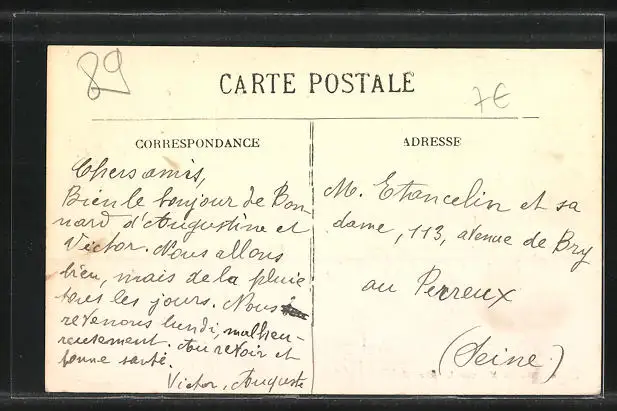 89
CARTE POSTALE
7€
CORRESPONDANCE
Chers amis,
Bien le bonjour de Bon-
nard d'Augustine et
Victor. Nous allons
bien, mais de la pluie
tous les jours. Nous
revenons lundi, malheu-
reusement. Au revoir et
bonne santé.
Victor, Auguste
ADRESSE
M. Etancelin et sa
dame, 113, avenue de Bry
au Perreux
(Seine)